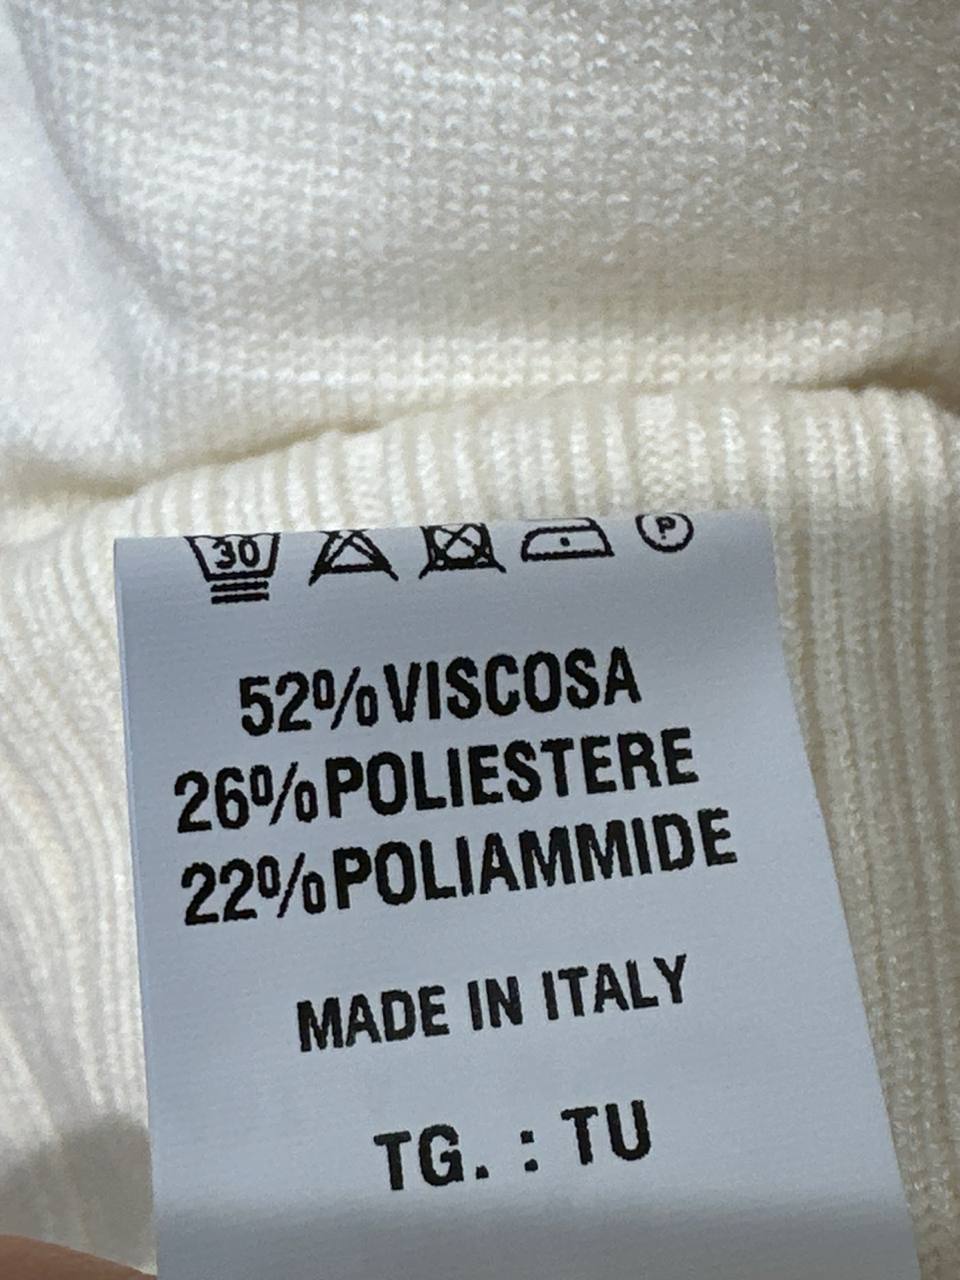 30 P
52%VISCOSA
26%POLIESTERE
22%POLIAMMIDE
MADE IN ITALY
TG. : TU